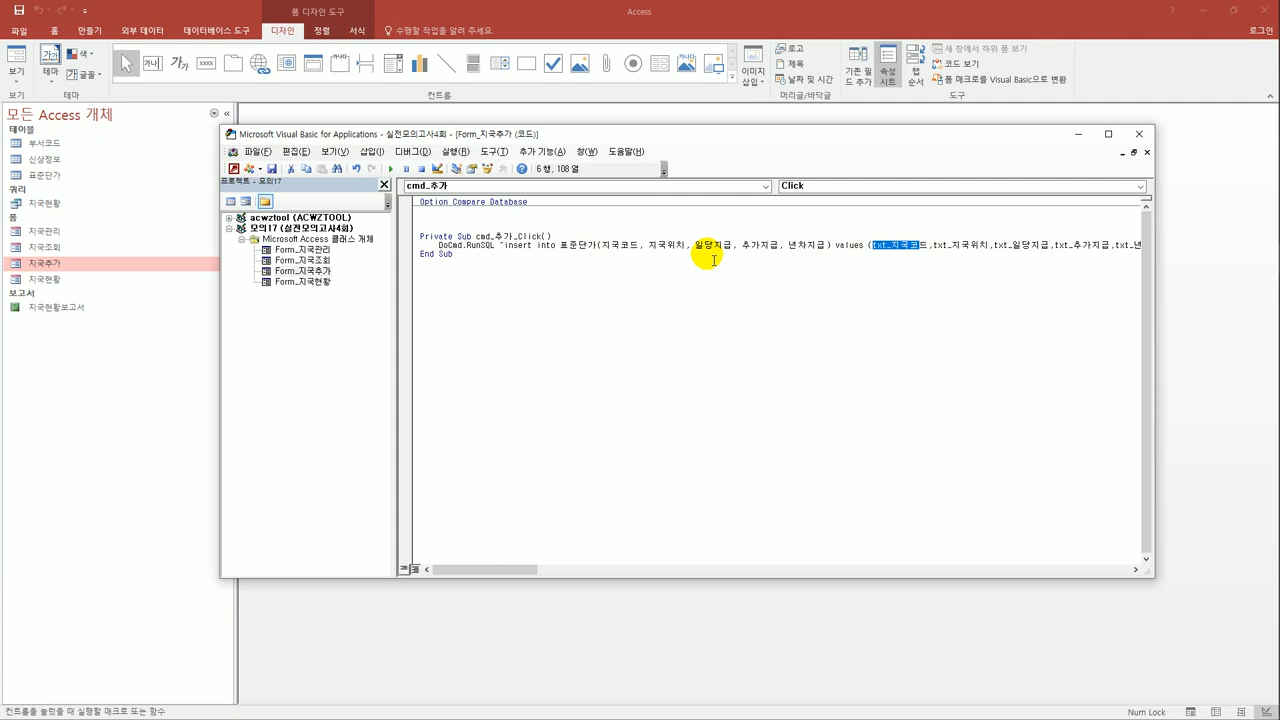 폼 디자인 도구
Access
파일 홈 만들기 외부 데이터 데이터베이스 도구 디자인 정렬 서식 수행할 작업을 알려 주세요. 로그인
보기
테마
색
글꼴
이미지 삽입
로고
제목
날짜 및 시간
기존 필드 추가
속성 시트
탭 순서
새 창에서 하위 폼 보기
코드 보기
폼 매크로를 Visual Basic으로 변환
보기 테마 컨트롤 머리글/바닥글 도구
모든 Access 개체
테이블
부서코드
신상정보
표준단가
쿼리
지국현황
폼
지국관리
지국조회
지국추가
지국현황
보고서
지국현황보고서
Microsoft Visual Basic for Applications - 실전모의고사4회 - [Form_지국추가 (코드)]
파일(F) 편집(E) 보기(V) 삽입(I) 디버그(D) 실행(R) 도구(T) 추가 기능(A) 창(W) 도움말(H)
6 행, 108 열
프로젝트 - 모의17
acwztool (ACWZTOOL)
모의17 (실전모의고사4회)
Microsoft Access 클래스 개체
Form_지국관리
Form_지국조회
Form_지국추가
Form_지국현황
cmd_추가 Click
Option Compare Database
Private Sub cmd_추가_Click()
DoCmd.RunSQL "insert into 표준단가(지국코드, 지국위치, 일당지급, 추가지급, 년차지급) values (txt_지국코드,txt_지국위치,txt_일당지급,txt_추가지급,txt_년
End Sub
컨트롤을 눌렀을 때 실행할 매크로 또는 함수
Num Lock